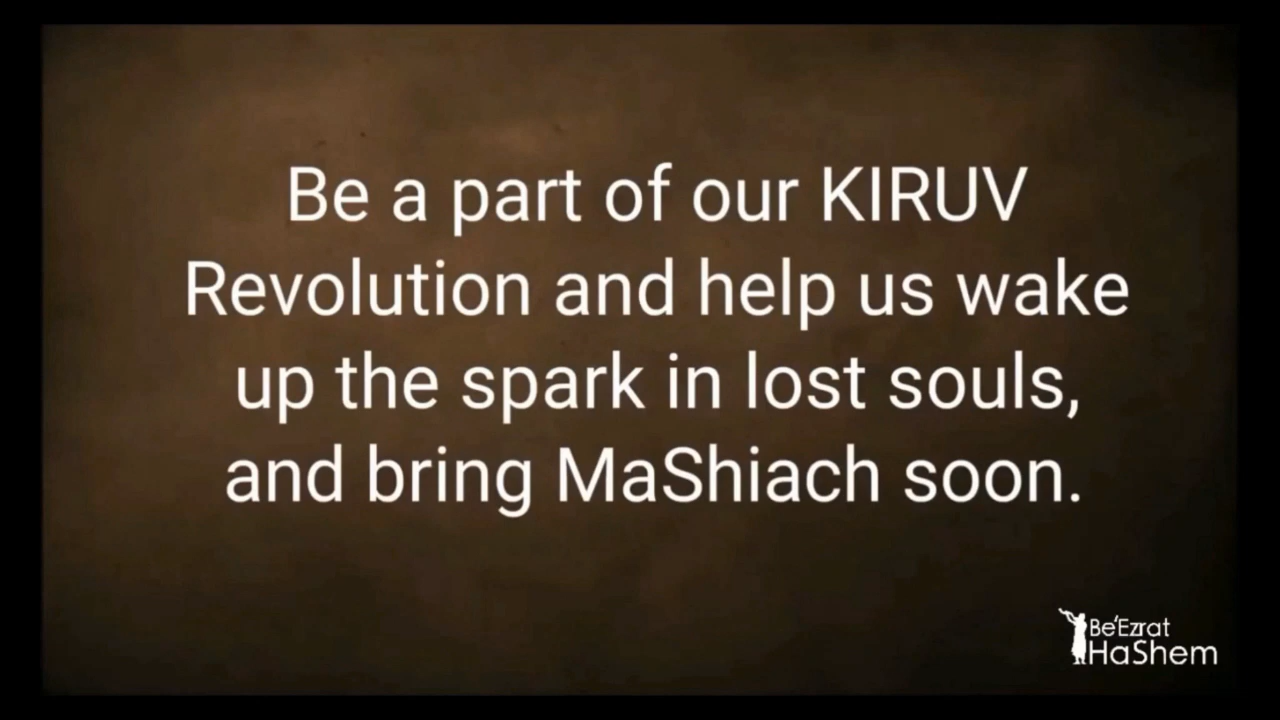 Be a part of our KIRUV
Revolution and help us wake
up the spark in lost souls,
and bring MaShiach soon.
Be'Ezrat
HaShem